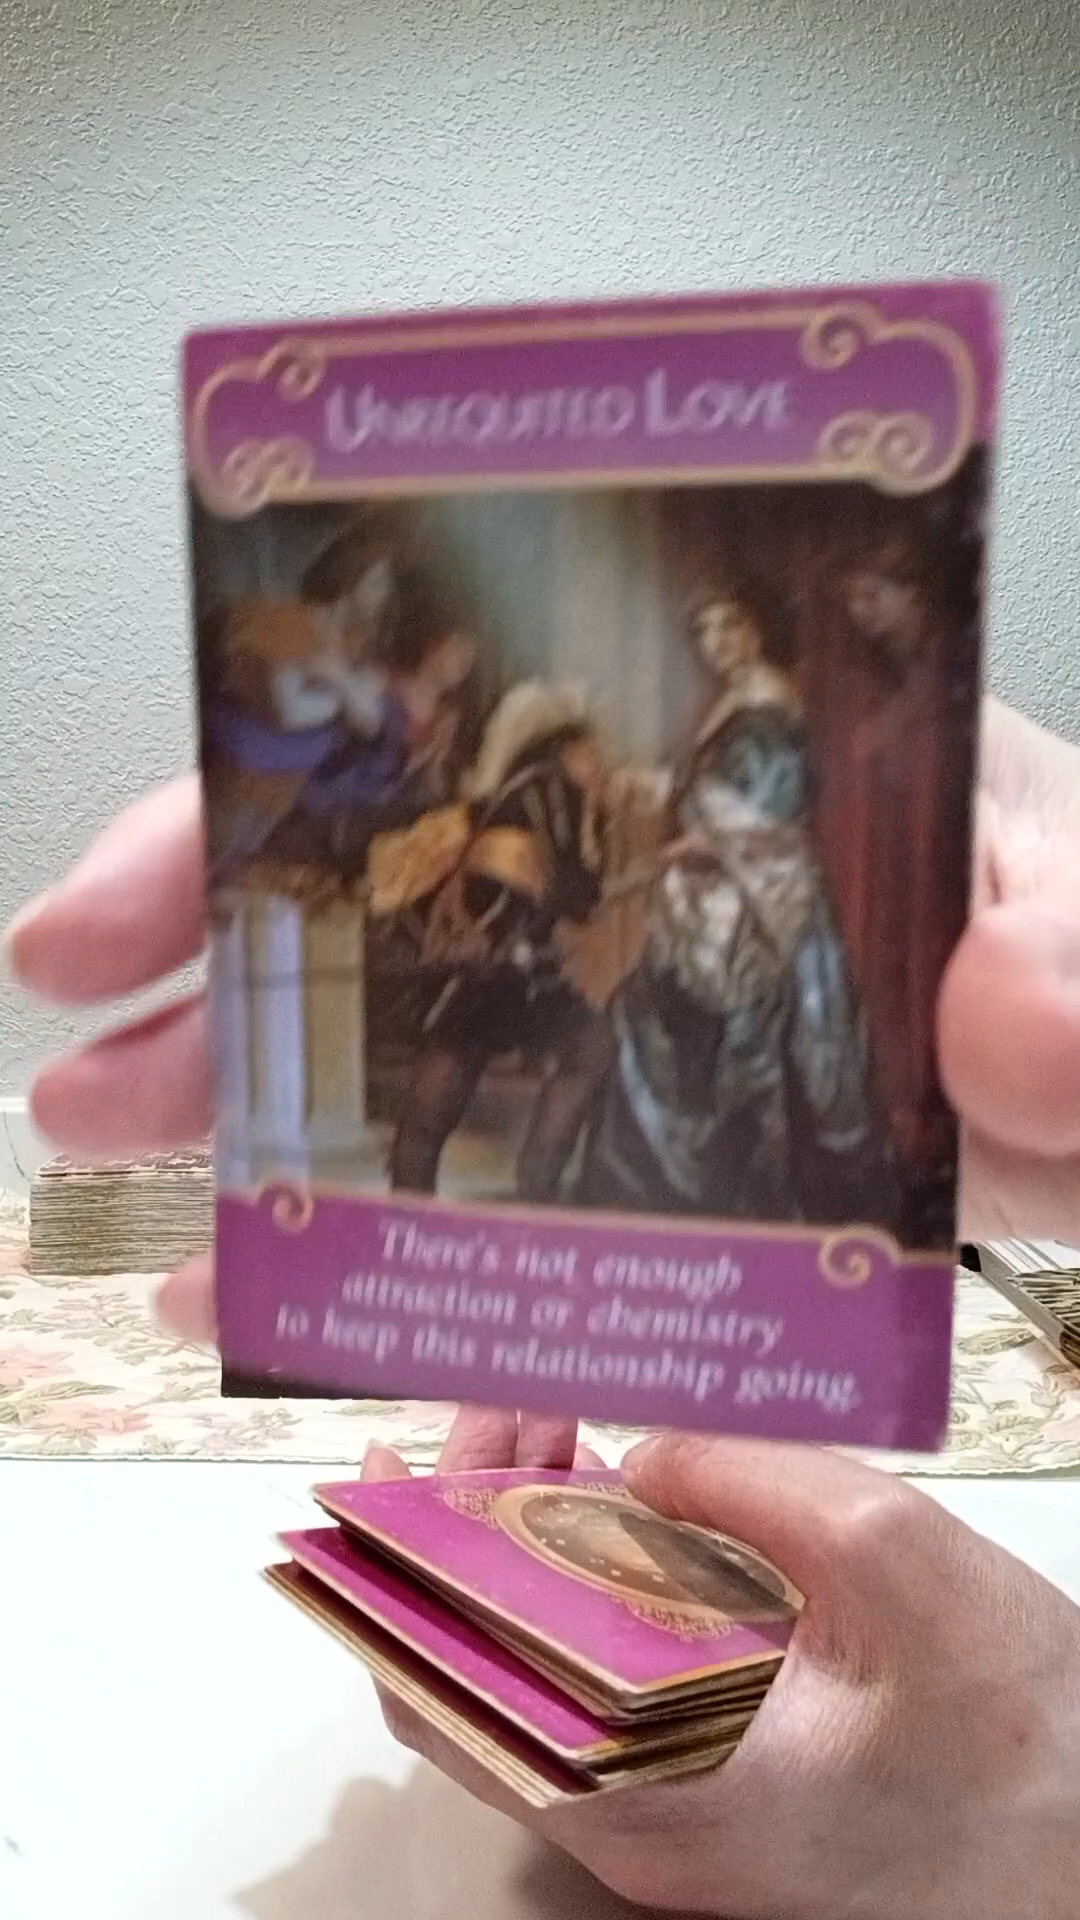 UNREQUITED LOVE
There's not enough
attraction or chemistry
to keep this relationship going.